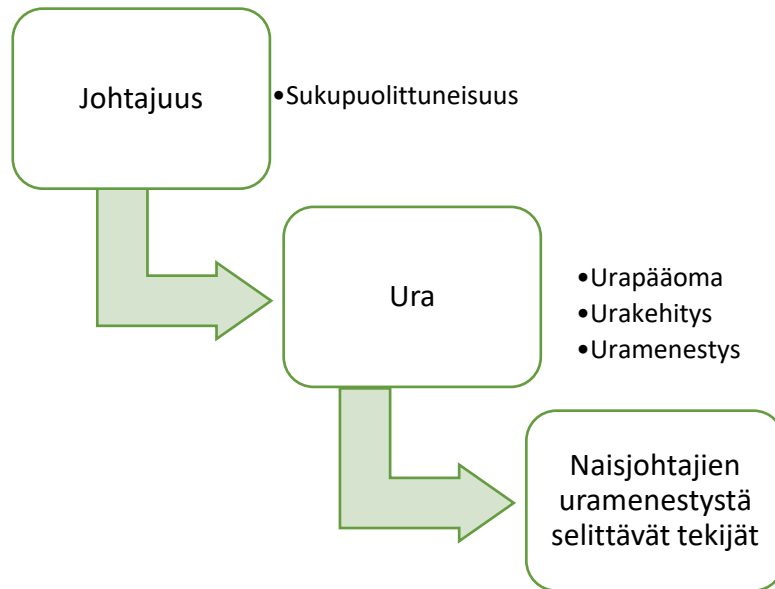 Johtajuus
•Sukupuolittuneisuus
Ura
•Urapääoma
•Urakehitys
•Uramenestys
Naisjohtajien
uramenestystä
selittävät tekijät